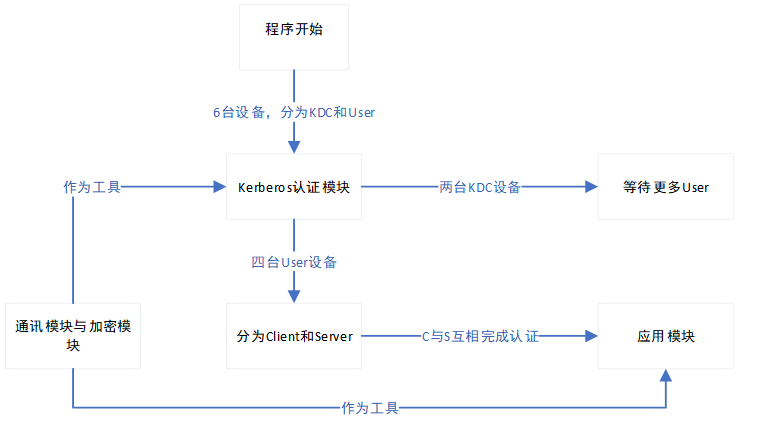 程序开始
6台设备，分为KDC和User
作为工具
Kerberos认证模块
两台KDC设备
等待更多User
四台User设备
通讯模块与加密模
块
分为Client和Server
C与S互相完成认证
应用模块
作为工具